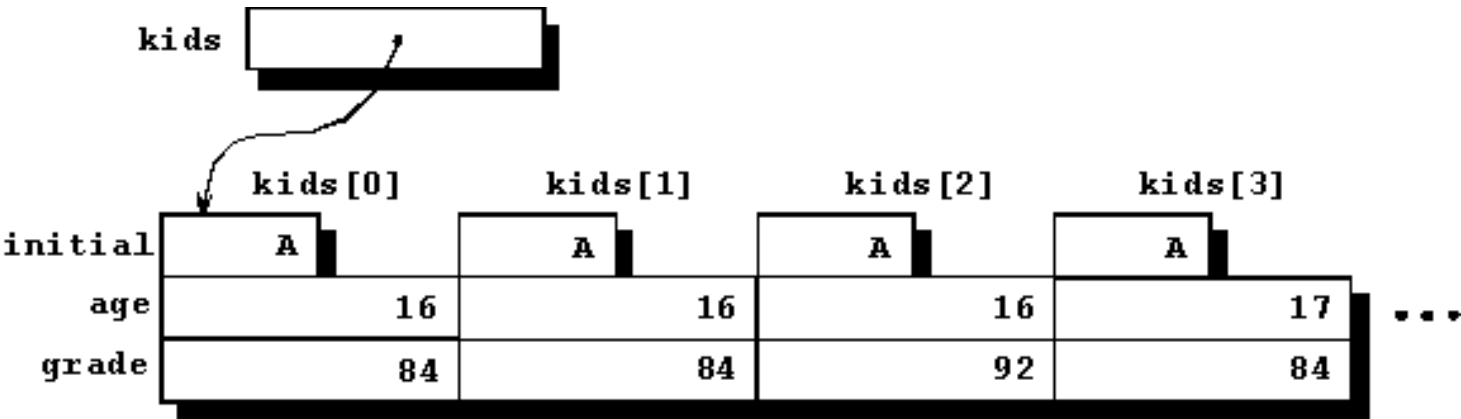 kids
kids[0] kids[1] kids[2] kids[3]
initial A A A A
age 16 16 16 17 ...
grade 84 84 92 84